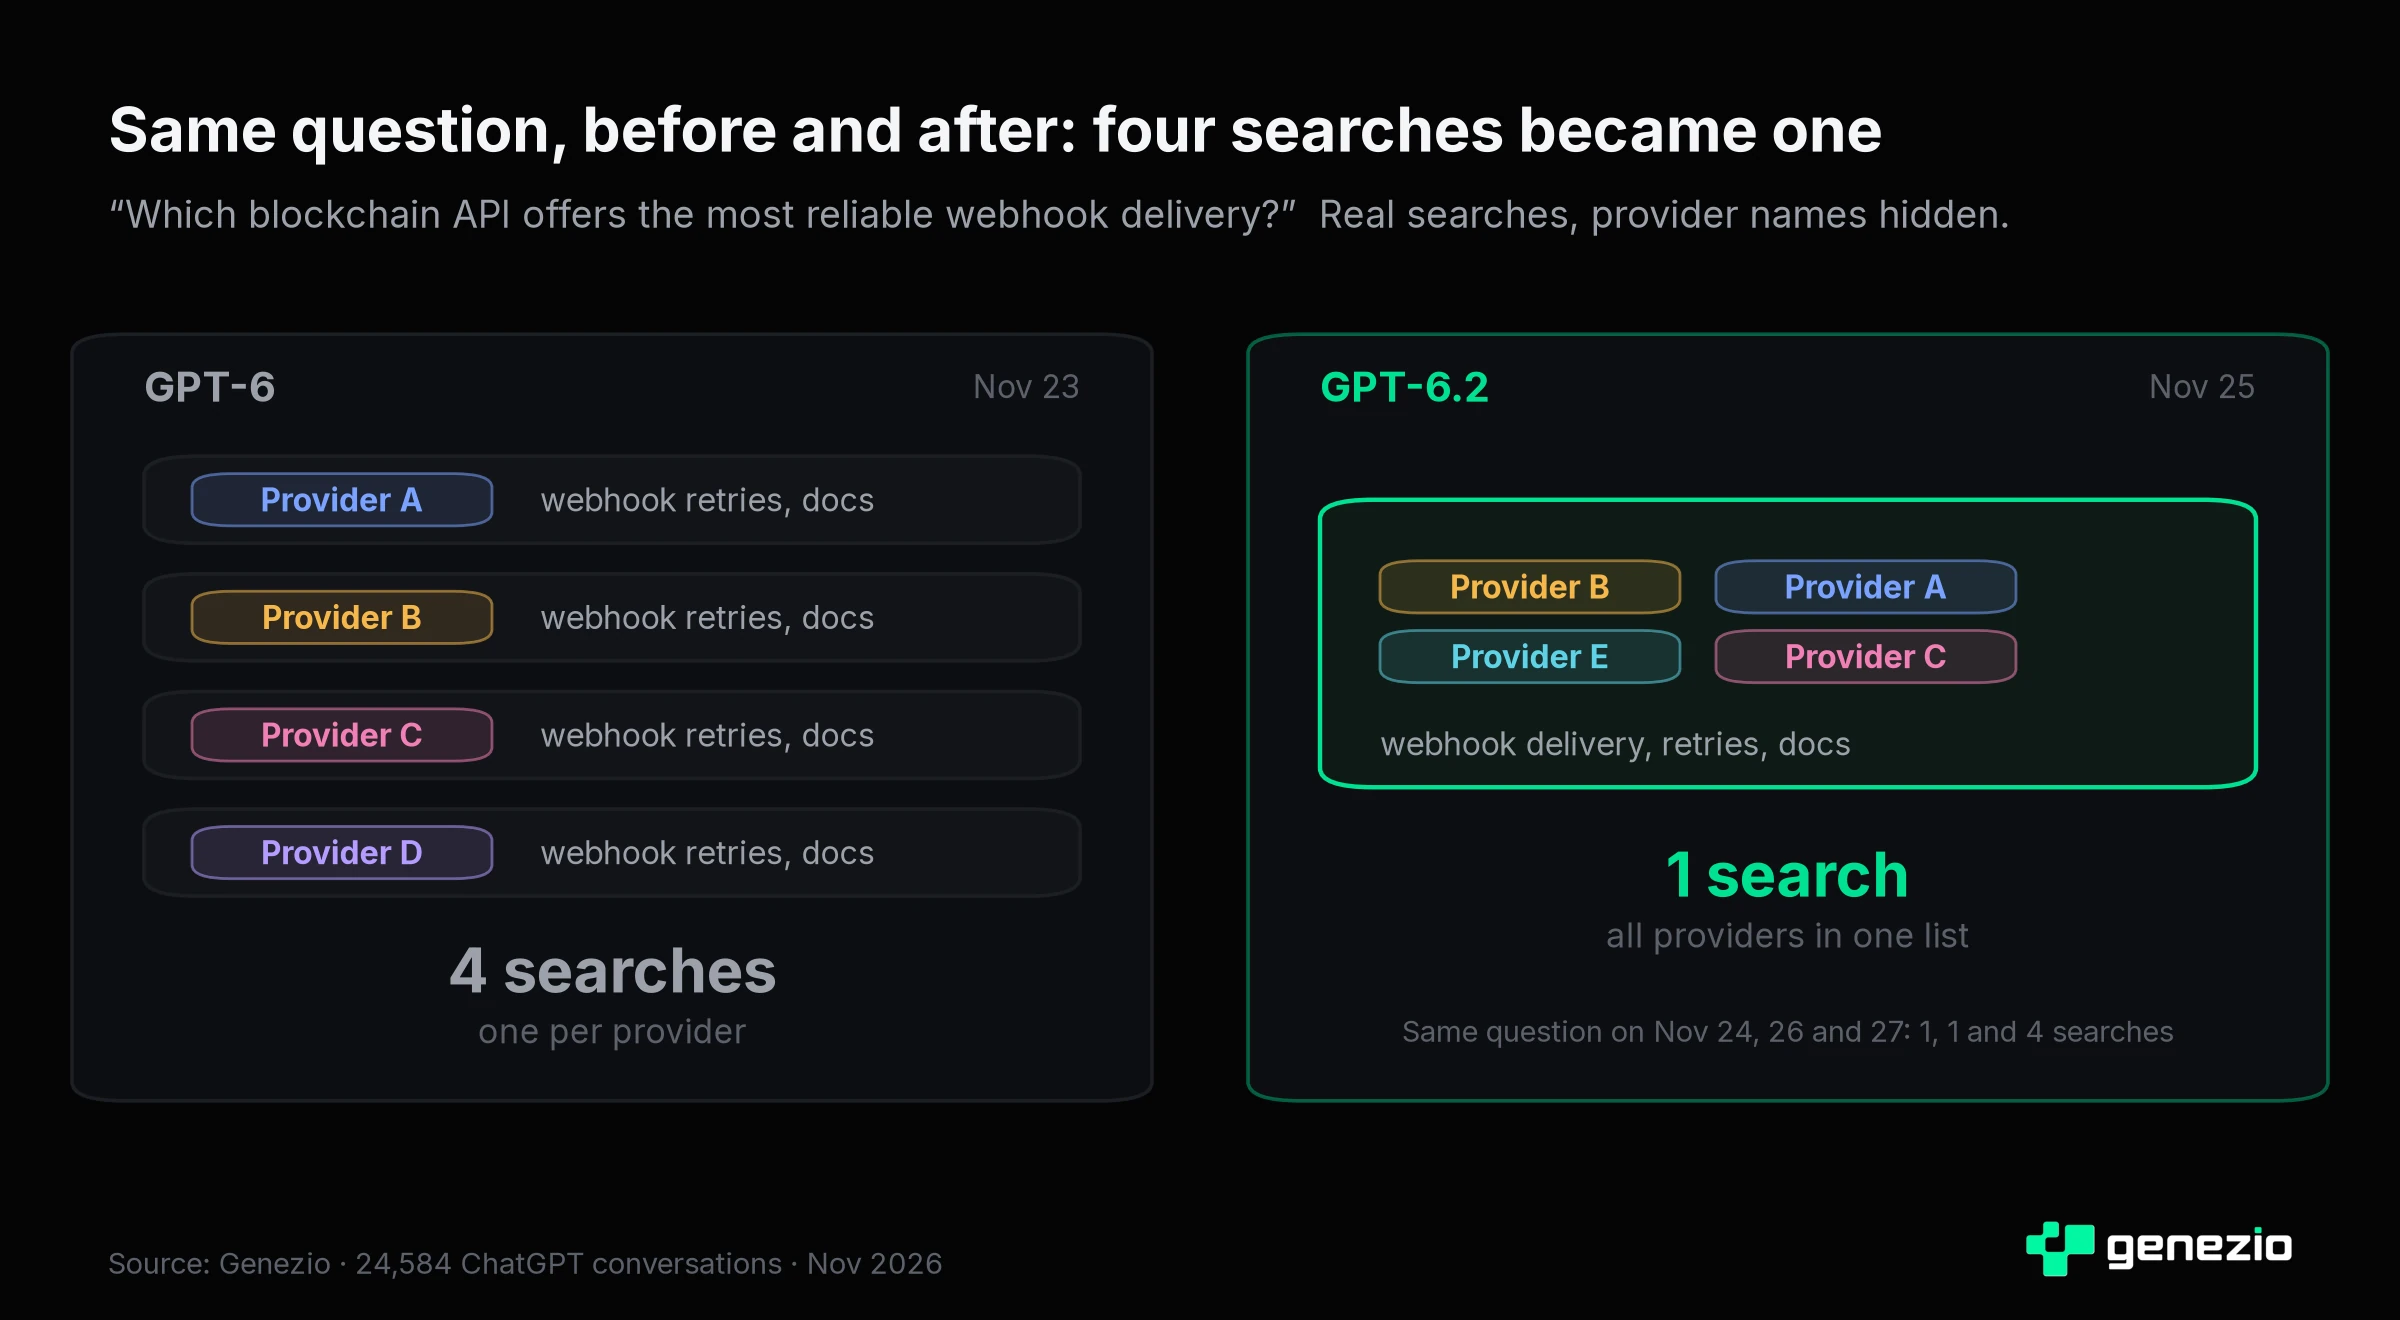 Same question, before and after: four searches became one
“Which blockchain API offers the most reliable webhook delivery?” Real searches, provider names hidden.
GPT-6
Nov 23
Provider A
webhook retries, docs
Provider B
webhook retries, docs
Provider C
webhook retries, docs
Provider D
webhook retries, docs
4 searches
one per provider
GPT-6.2
Nov 25
Provider B
Provider A
Provider E
Provider C
webhook delivery, retries, docs
1 search
all providers in one list
Same question on Nov 24, 26 and 27: 1, 1 and 4 searches
Source: Genezio · 24,584 ChatGPT conversations · Nov 2026
genezio